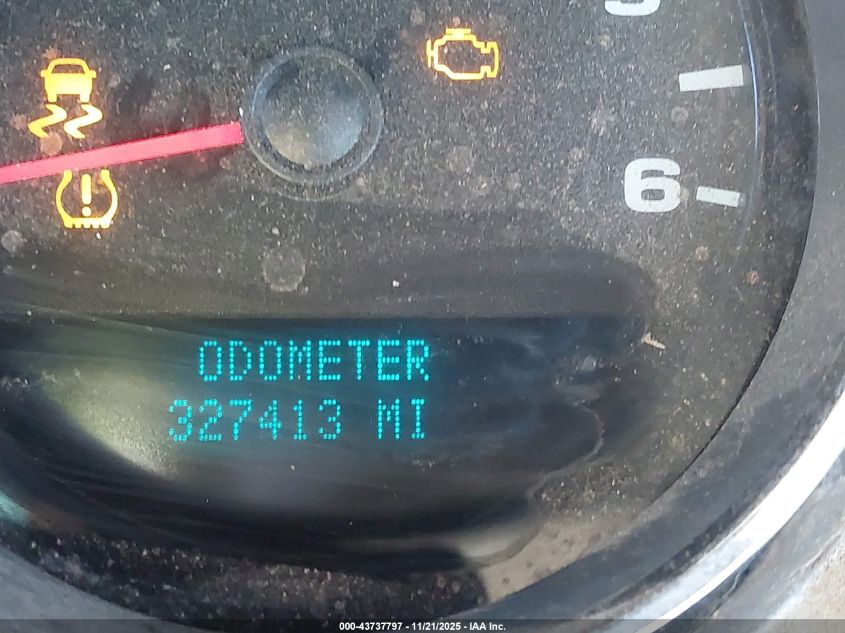 6
ODOMETER
327413 MI
000-43737797 - 11/21/2025 - IAA Inc.